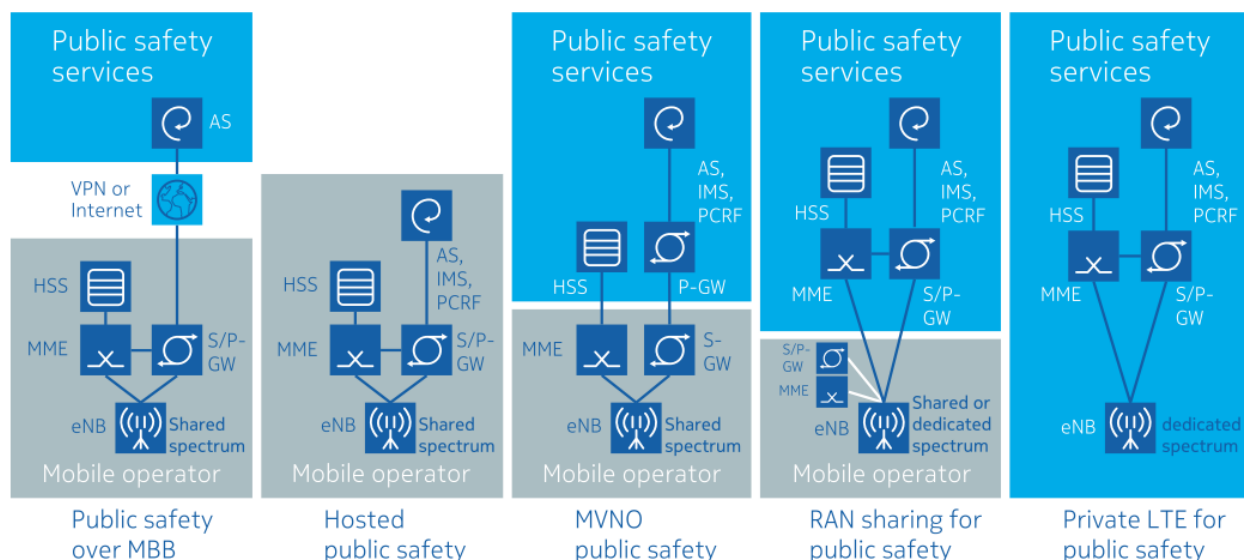 Public safety
services
AS
VPN or
Internet
HSS
MME
S/P-
GW
eNB
Shared
spectrum
Mobile operator
Public safety
over MBB
AS,
IMS,
PCRF
HSS
MME
S/P-
GW
eNB
Shared
spectrum
Mobile operator
Hosted
public safety
Public safety
services
AS,
IMS,
PCRF
HSS
P-GW
MME
S-
GW
eNB
Shared
spectrum
Mobile operator
MVNO
public safety
Public safety
services
AS,
IMS,
PCRF
HSS
MME
S/P-
GW
S/P-
GW
MME
eNB
Shared or
dedicated
spectrum
Mobile operator
RAN sharing for
public safety
Public safety
services
AS,
IMS,
PCRF
HSS
MME
S/P-
GW
eNB
dedicated
spectrum
Private LTE for
public safety